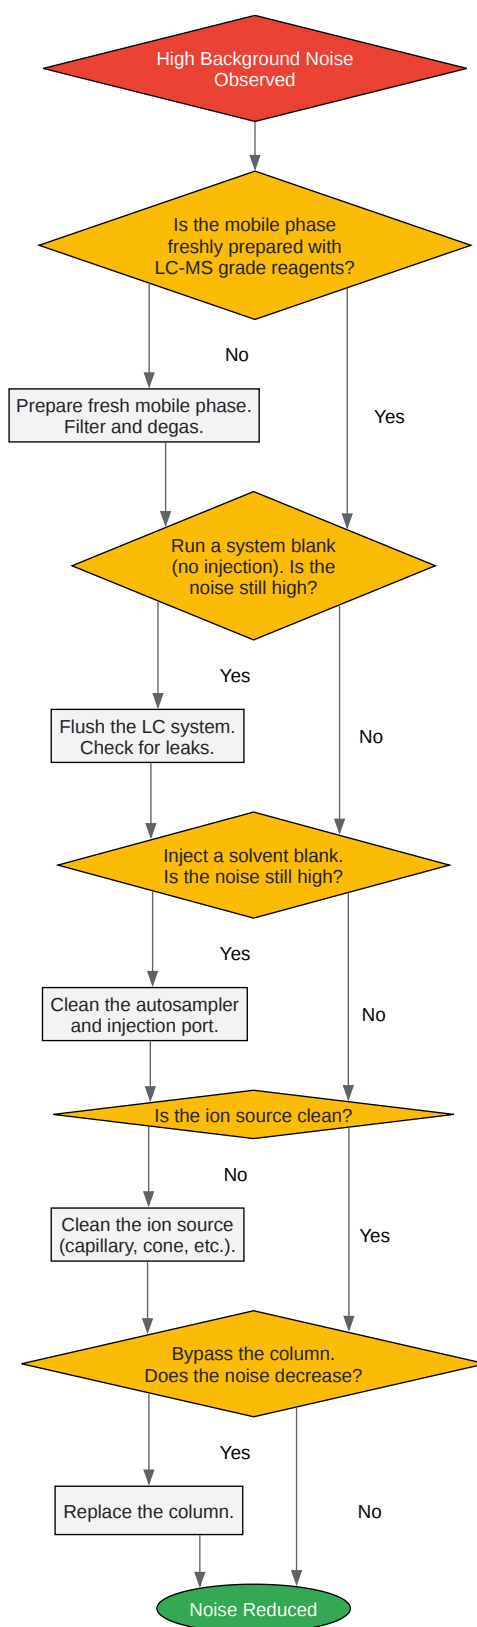 High Background Noise
Observed
Is the mobile phase
freshly prepared with
LC-MS grade reagents?
No
Prepare fresh mobile phase.
Filter and degas.
Yes
Run a system blank
(no injection). Is the
noise still high?
Yes
Flush the LC system.
Check for leaks.
No
Inject a solvent blank.
Is the noise still high?
Yes
Clean the autosampler
and injection port.
No
Is the ion source clean?
No
Clean the ion source
(capillary, cone, etc.).
Yes
Bypass the column.
Does the noise decrease?
Yes
Replace the column.
No
Noise Reduced